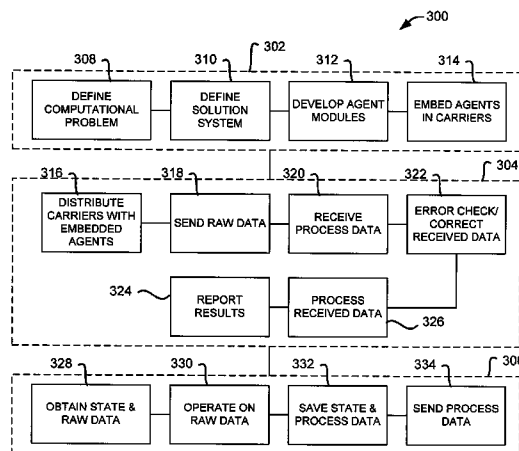 300
308
310
302
312
314
DEFINE
COMPUTATIONAL
PROBLEM
DEFINE
SOLUTION
SYSTEM
DEVELOP AGENT
MODULES
EMBED AGENTS
IN CARRIERS
316
318
320
322
304
DISTRIBUTE
CARRIERS WITH
EMBEDDED
AGENTS
SEND RAW DATA
RECEIVE
PROCESS DATA
ERROR CHECK/
CORRECT
RECEIVED DATA
324
REPORT
RESULTS
PROCESS
RECEIVED DATA
326
328
330
332
334
OBTAIN STATE &
RAW DATA
OPERATE ON
RAW DATA
SAVE STATE &
PROCESS DATA
SEND PROCESS
DATA